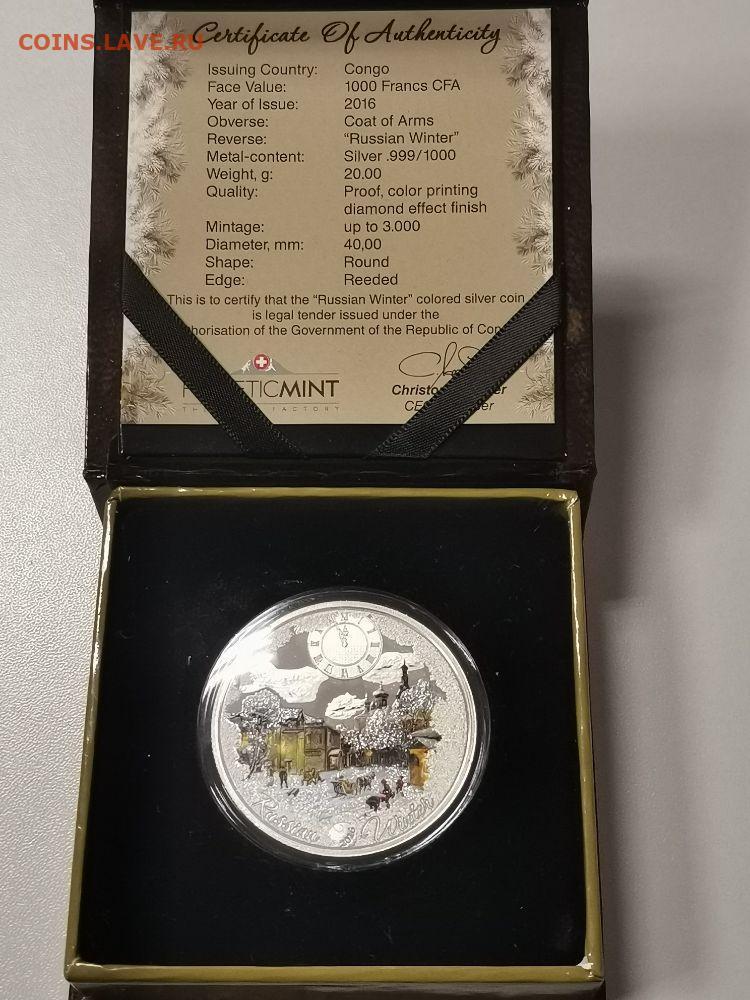 COINS.LAVE.RU
Certificate Of Authenticity
Issuing Country: Congo
Face Value: 1000 Francs CFA
Year of Issue: 2016
Obverse: Coat of Arms
Reverse: “Russian Winter”
Metal-content: Silver .999/1000
Weight, g: 20.00
Quality: Proof, color printing
diamond effect finish
Mintage: up to 3.000
Diameter, mm: 40,00
Shape: Round
Edge: Reeded
This is to certify that the “Russian Winter” colored silver coin
is legal tender issued under the
horisation of the Government of the Republic of Con
ETICMINT
Russian Winter